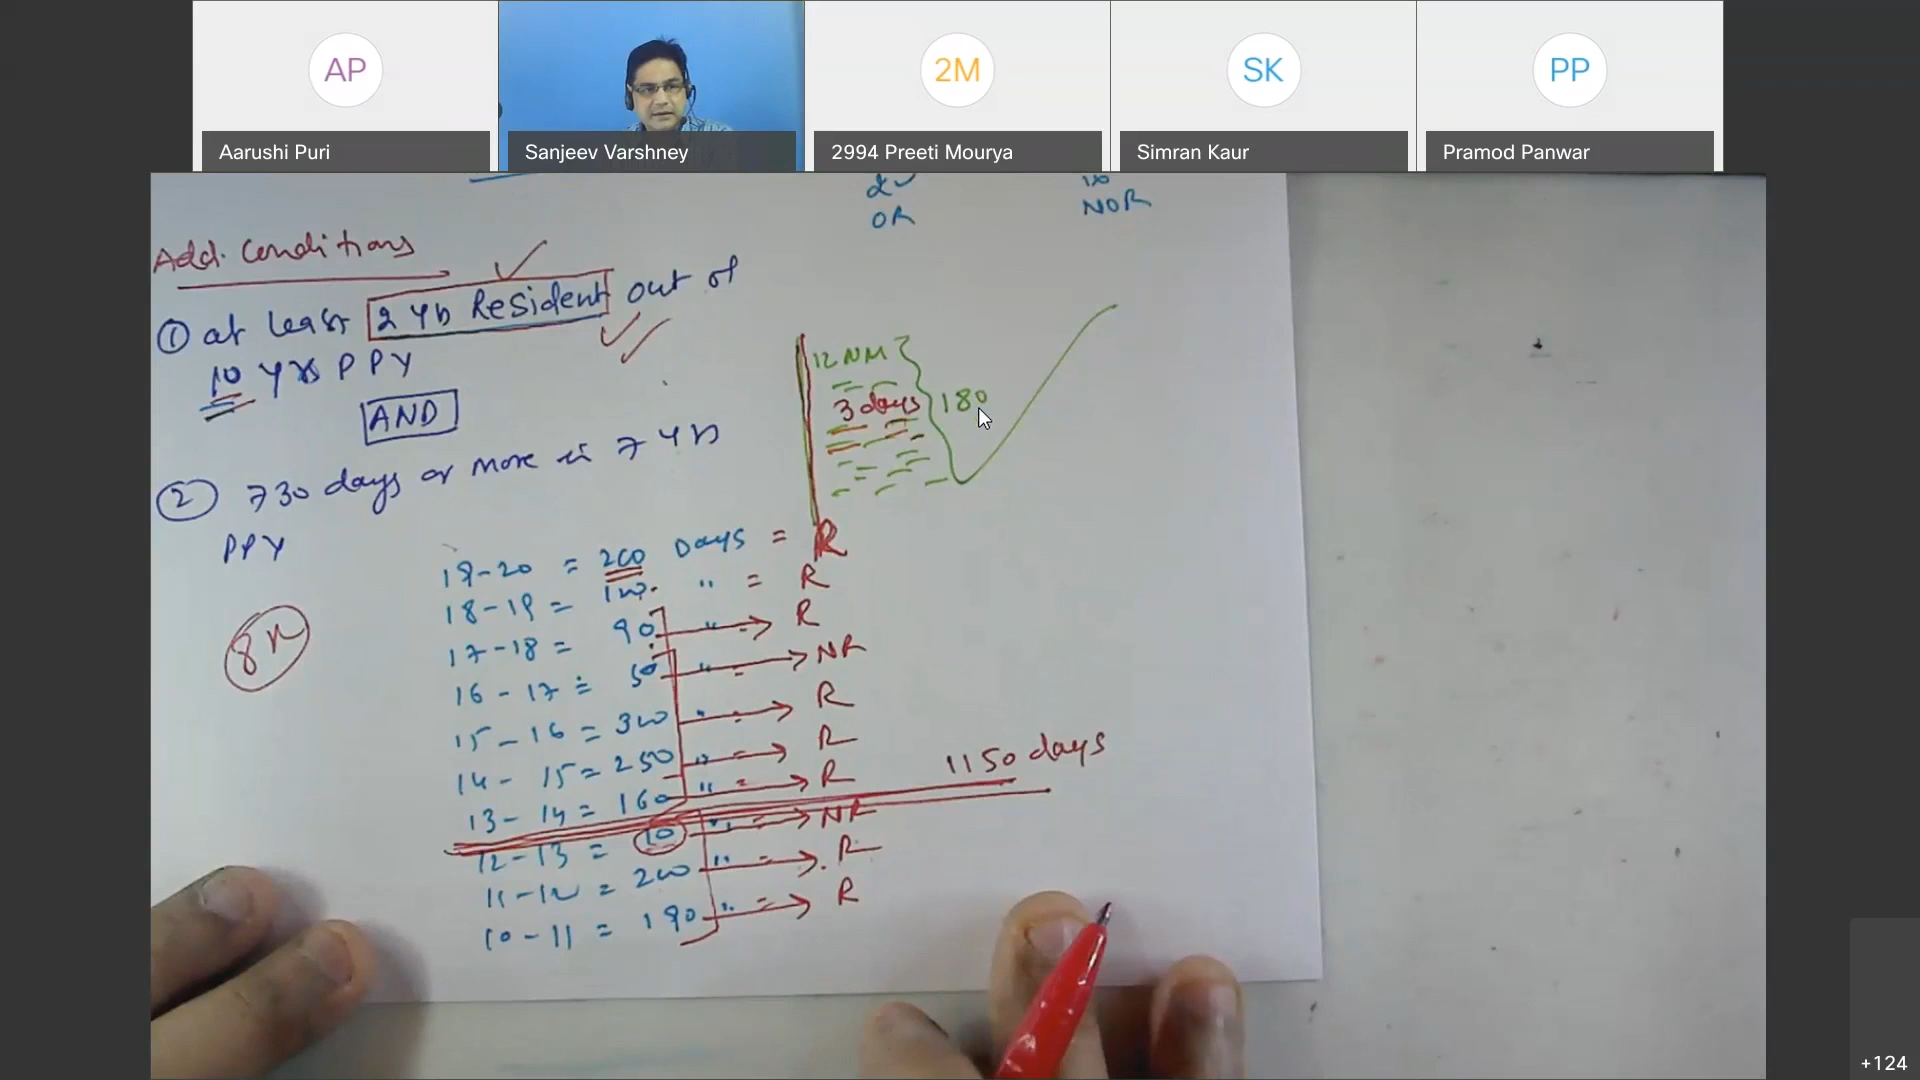 AP
2M
SK
PP
Aarushi Puri
Sanjeev Varshney
2994 Preeti Mourya
Simran Kaur
Pramod Panwar
OR
NOR
Add. Conditions
① at least 2 yrs Resident out of
10 yrs PPY
AND
② 730 days or more in 7 yrs
PPY
12 NM
3 days
180
8R
19-20 = 200 Days = R
18-19 = " = R
17-18 = 90 " = R
16-17 = 50 " = NR
15-16 = 300 " = R
14-15 = 250 " = R
13-14 = 160 " = R
1150 days
12-13 = 10 " = NR
11-12 = 200 " = R
10-11 = 190 " = R
+124